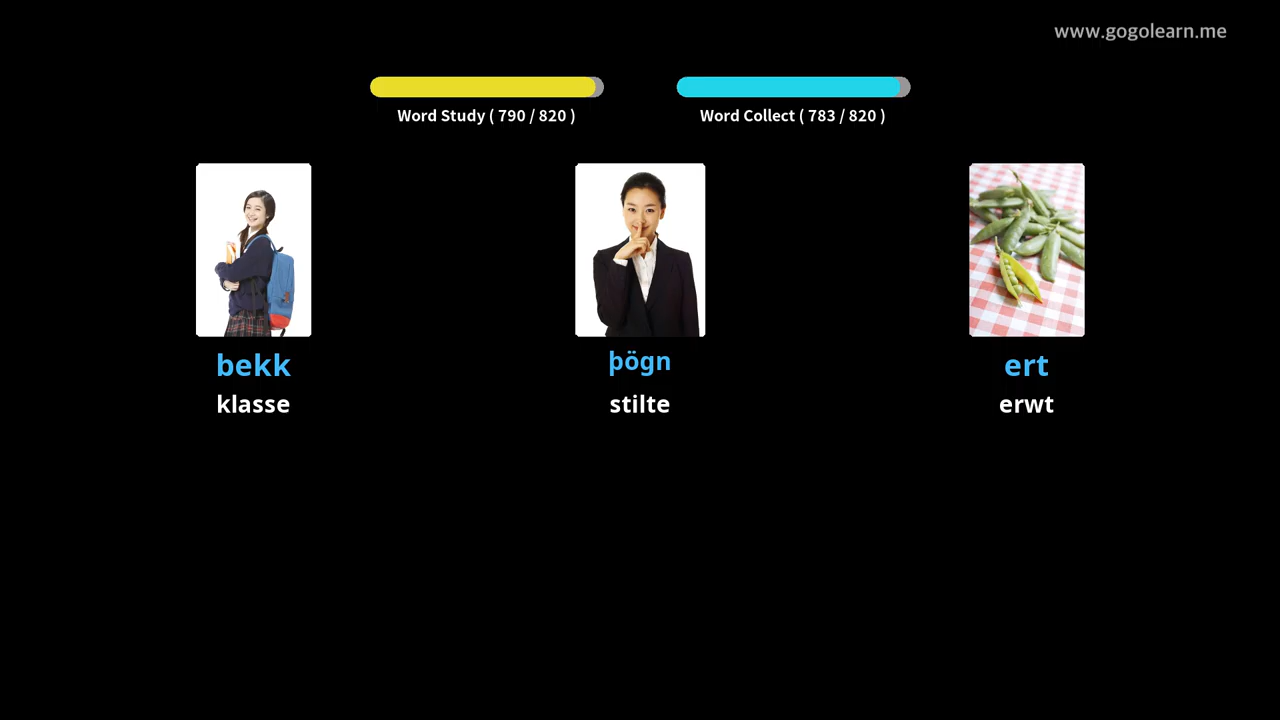 www.gogolearn.me
Word Study ( 790 / 820 )
Word Collect ( 783 / 820 )
bekk
þögn
ert
klasse
stilte
erwt